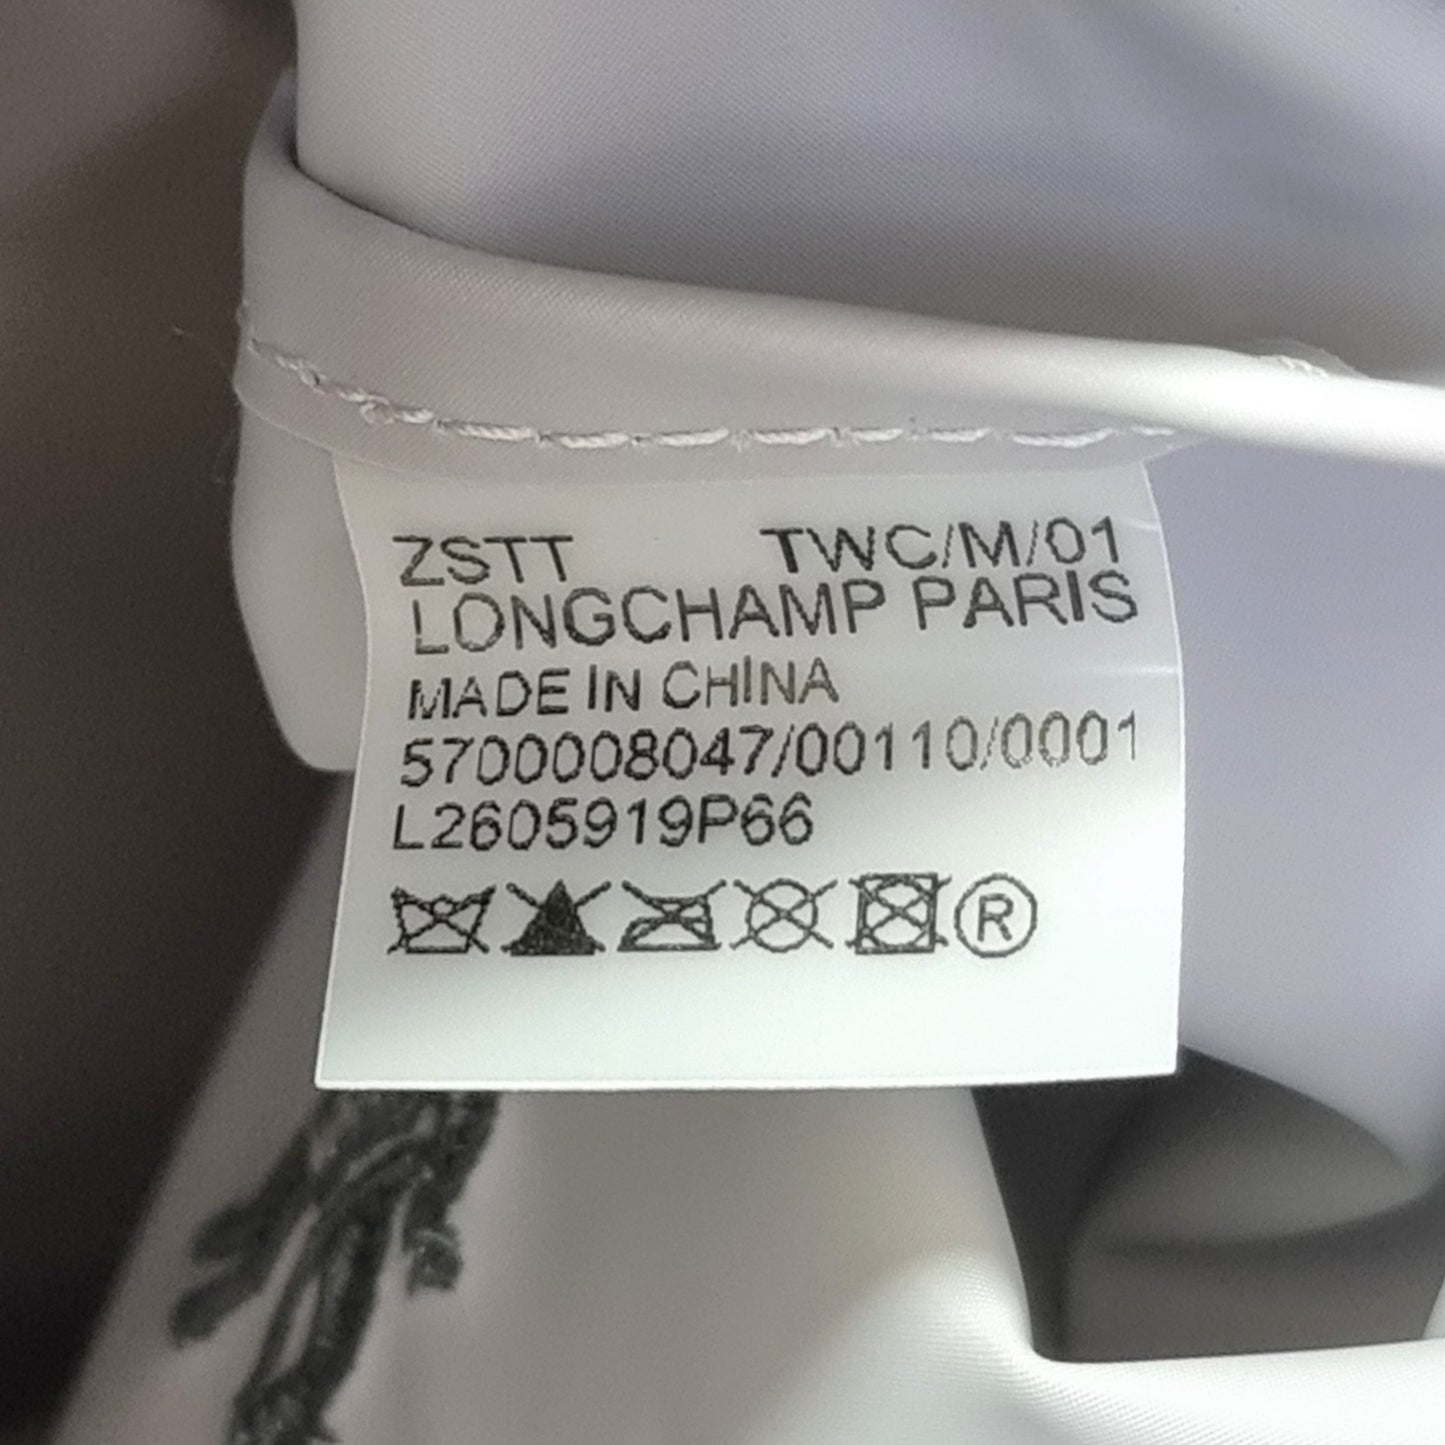 ZSTT TWC/M/01
LONGCHAMP PARIS
MADE IN CHINA
5700008047/00110/0001
L2605919P66
®